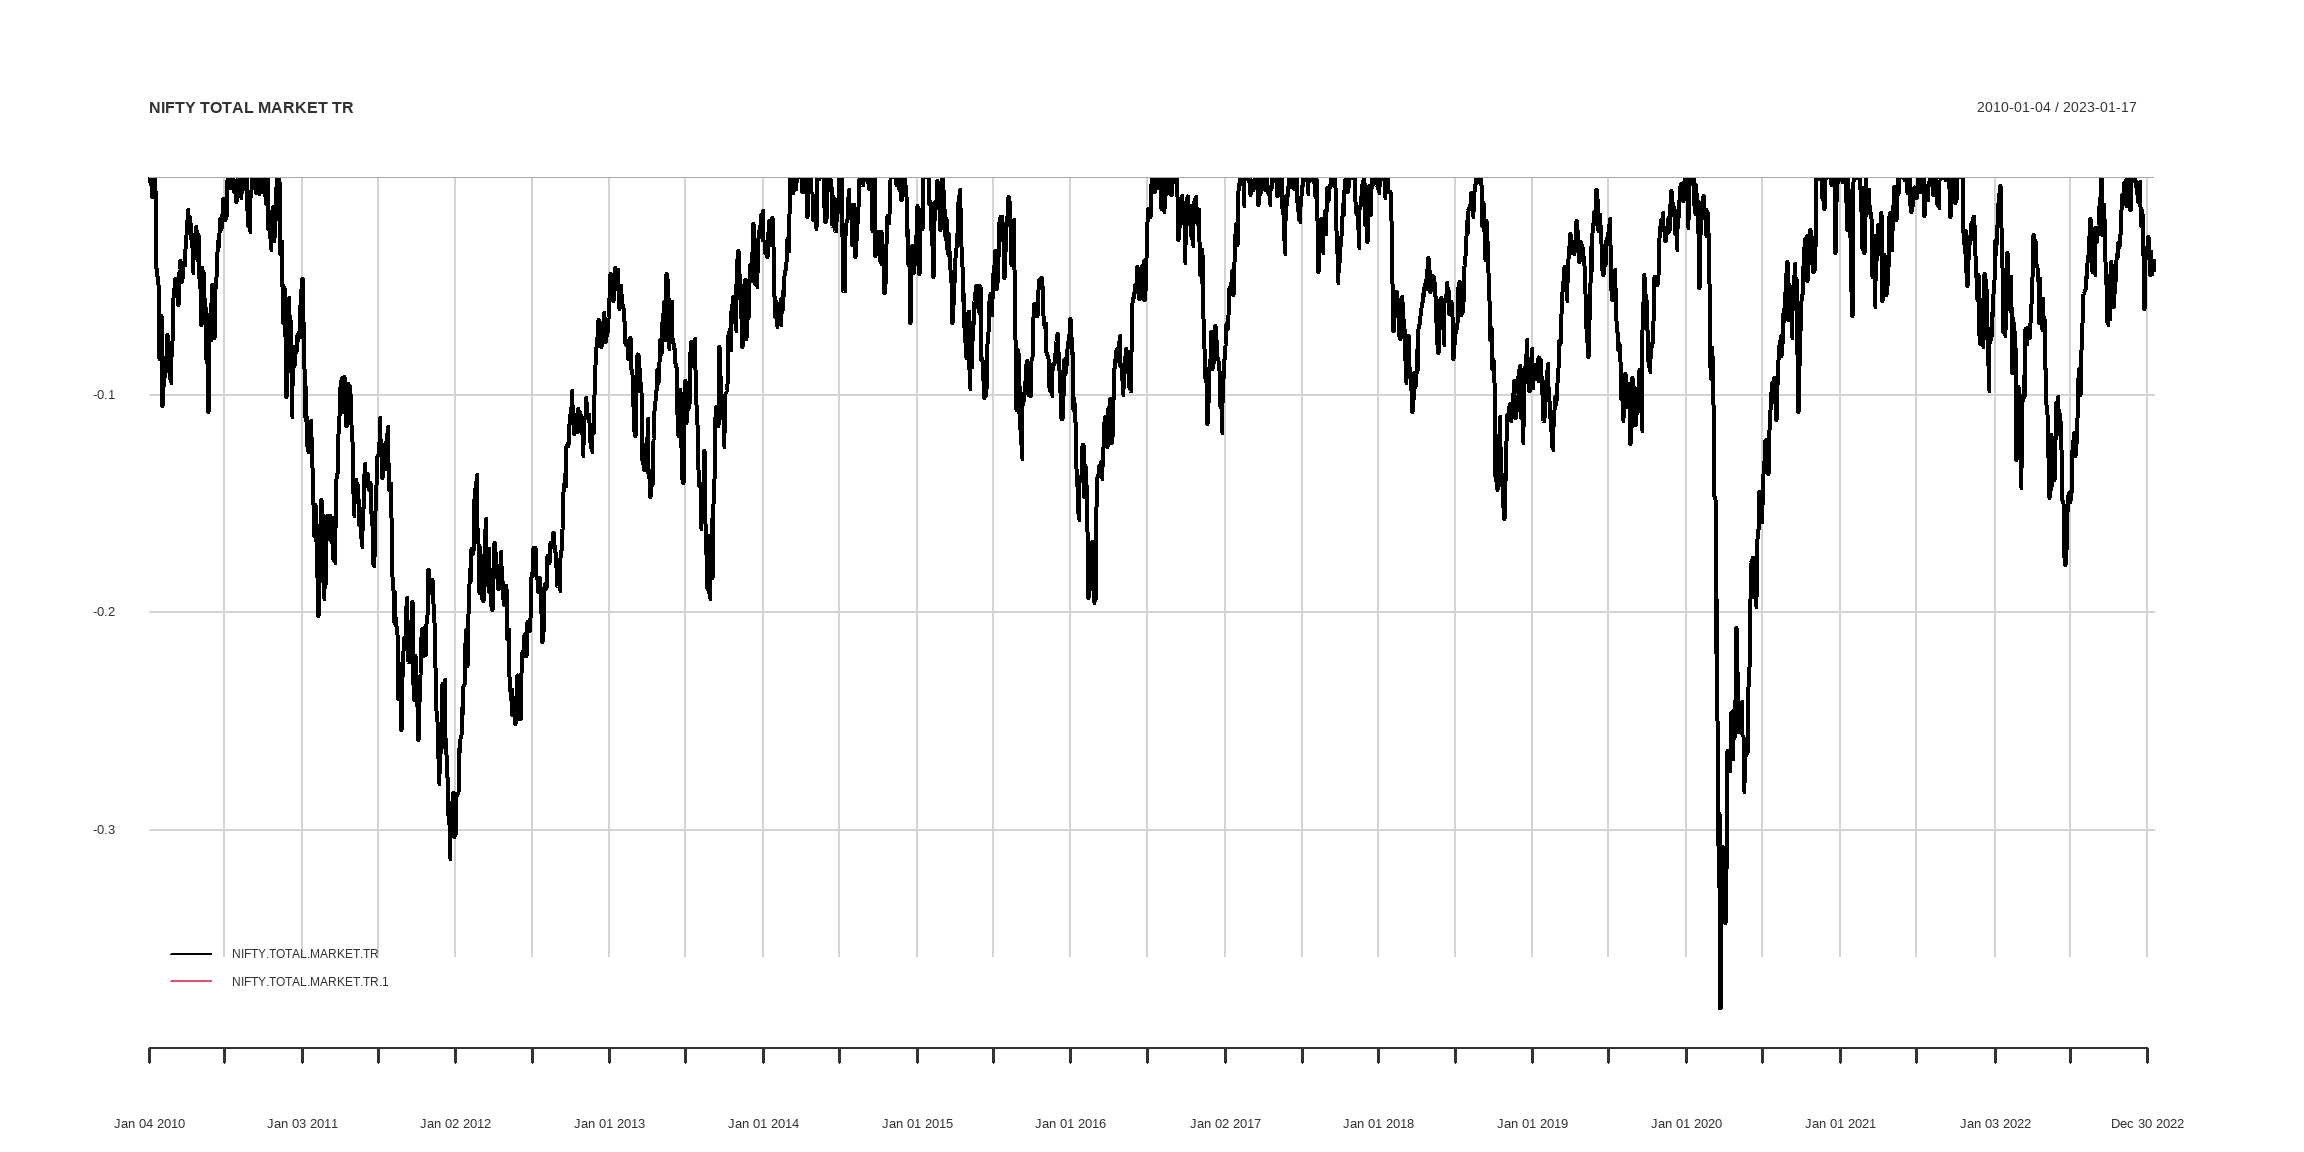 NIFTY TOTAL MARKET TR
2010-01-04 / 2023-01-17
-0.1
-0.2
-0.3
NIFTY.TOTAL.MARKET.TR
NIFTY.TOTAL.MARKET.TR.1
Jan 04 2010 Jan 03 2011 Jan 02 2012 Jan 01 2013 Jan 01 2014 Jan 01 2015 Jan 01 2016 Jan 02 2017 Jan 01 2018 Jan 01 2019 Jan 01 2020 Jan 01 2021 Jan 03 2022 Dec 30 2022